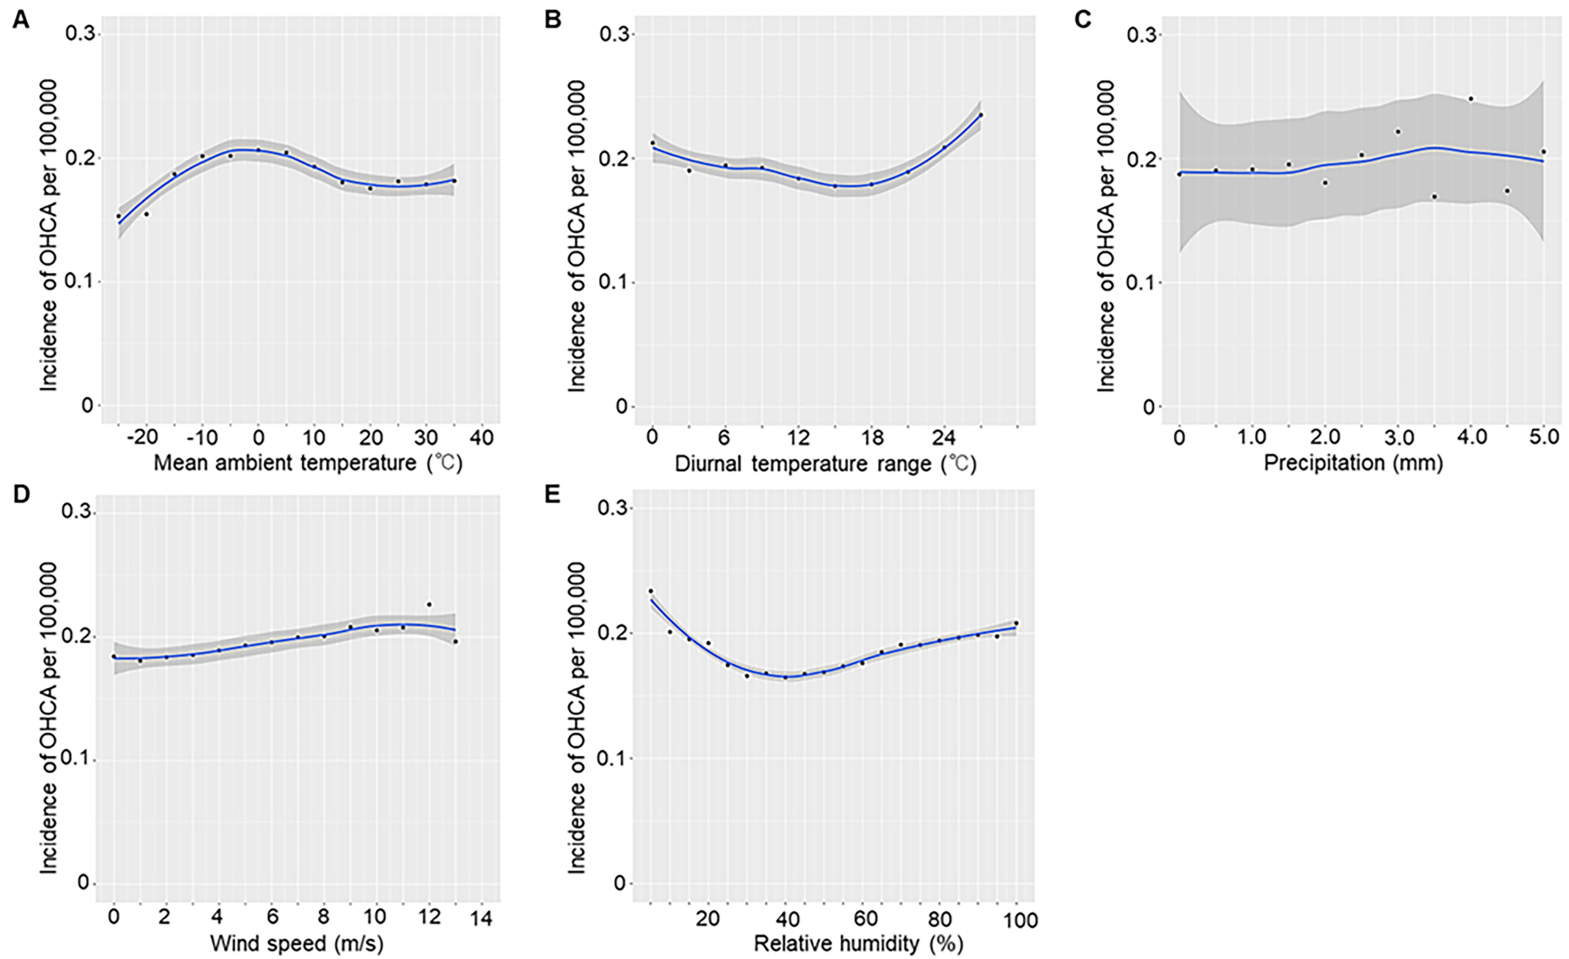 A
B
C
0.3
0.2
0.1
0
Incidence of OHCA per 100,000
-20 -10 0 10 20 30 40
Mean ambient temperature (℃)
0.3
0.2
0.1
0
Incidence of OHCA per 100,000
0 6 12 18 24
Diurnal temperature range (℃)
0.3
0.2
0.1
0
Incidence of OHCA per 100,000
0 1.0 2.0 3.0 4.0 5.0
Precipitation (mm)
D
E
0.3
0.2
0.1
0
Incidence of OHCA per 100,000
0 2 4 6 8 10 12 14
Wind speed (m/s)
0.3
0.2
0.1
0
Incidence of OHCA per 100,000
20 40 60 80 100
Relative humidity (%)